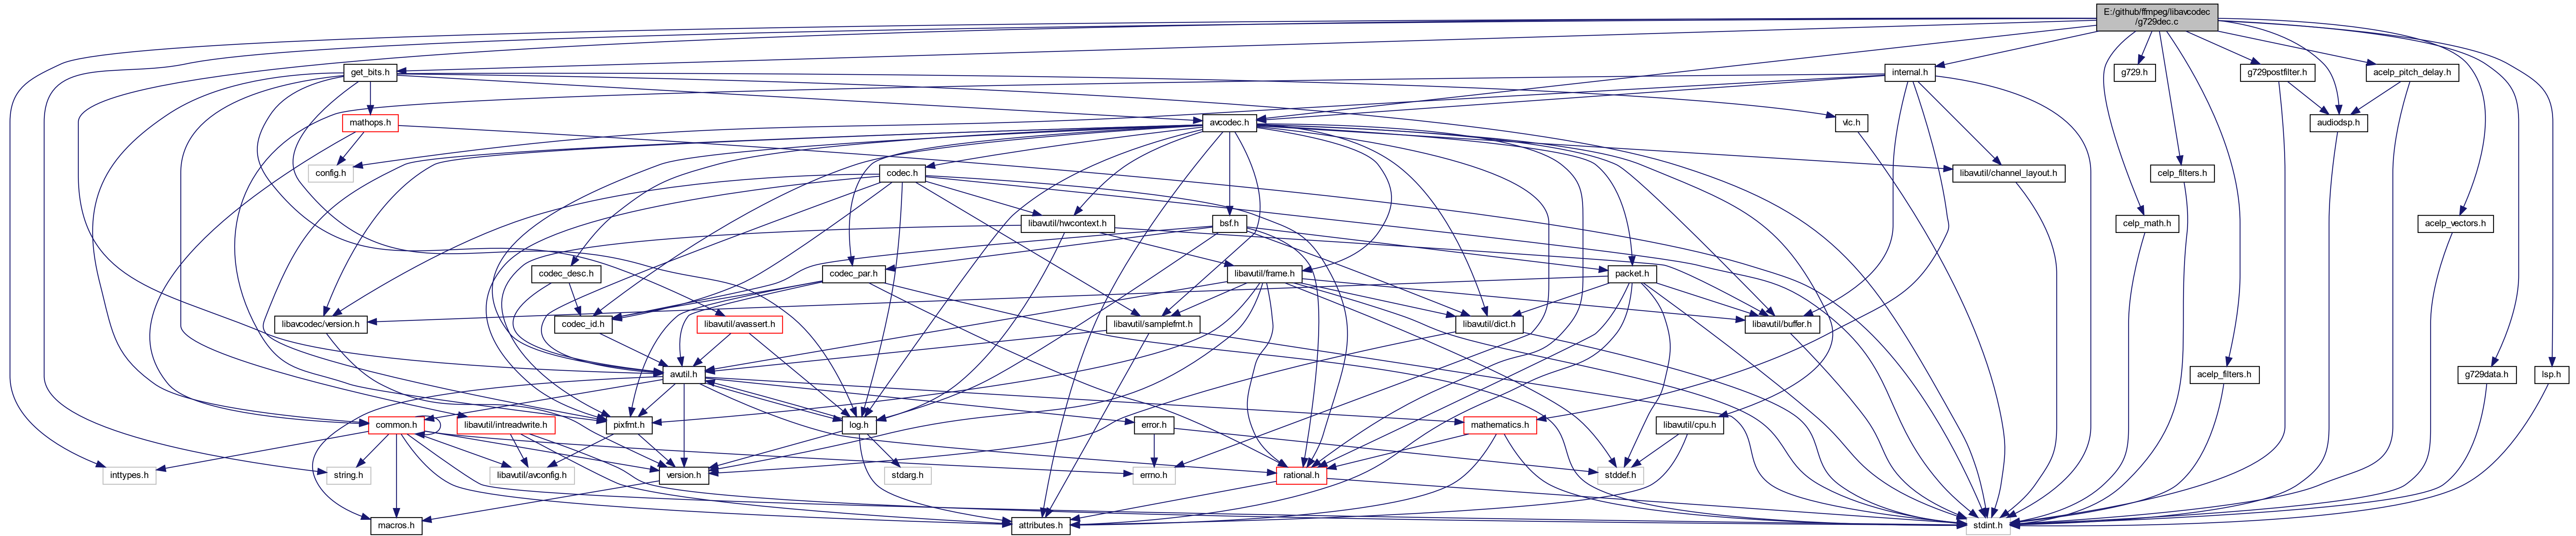 E:/github/ffmpeg/libavcodec
/g729dec.c
get_bits.h
internal.h
g729.h
g729postfilter.h
acelp_pitch_delay.h
mathops.h
avcodec.h
vlc.h
audiodsp.h
config.h
codec.h
libavutil/channel_layout.h
celp_filters.h
libavutil/hwcontext.h
bsf.h
celp_math.h
acelp_vectors.h
codec_desc.h
codec_par.h
libavutil/frame.h
packet.h
libavcodec/version.h
codec_id.h
libavutil/avassert.h
libavutil/samplefmt.h
libavutil/dict.h
libavutil/buffer.h
avutil.h
acelp_filters.h
g729data.h
lsp.h
common.h
libavutil/intreadwrite.h
pixfmt.h
log.h
error.h
mathematics.h
libavutil/cpu.h
inttypes.h
string.h
libavutil/avconfig.h
version.h
stdarg.h
errno.h
rational.h
stddef.h
macros.h
attributes.h
stdint.h